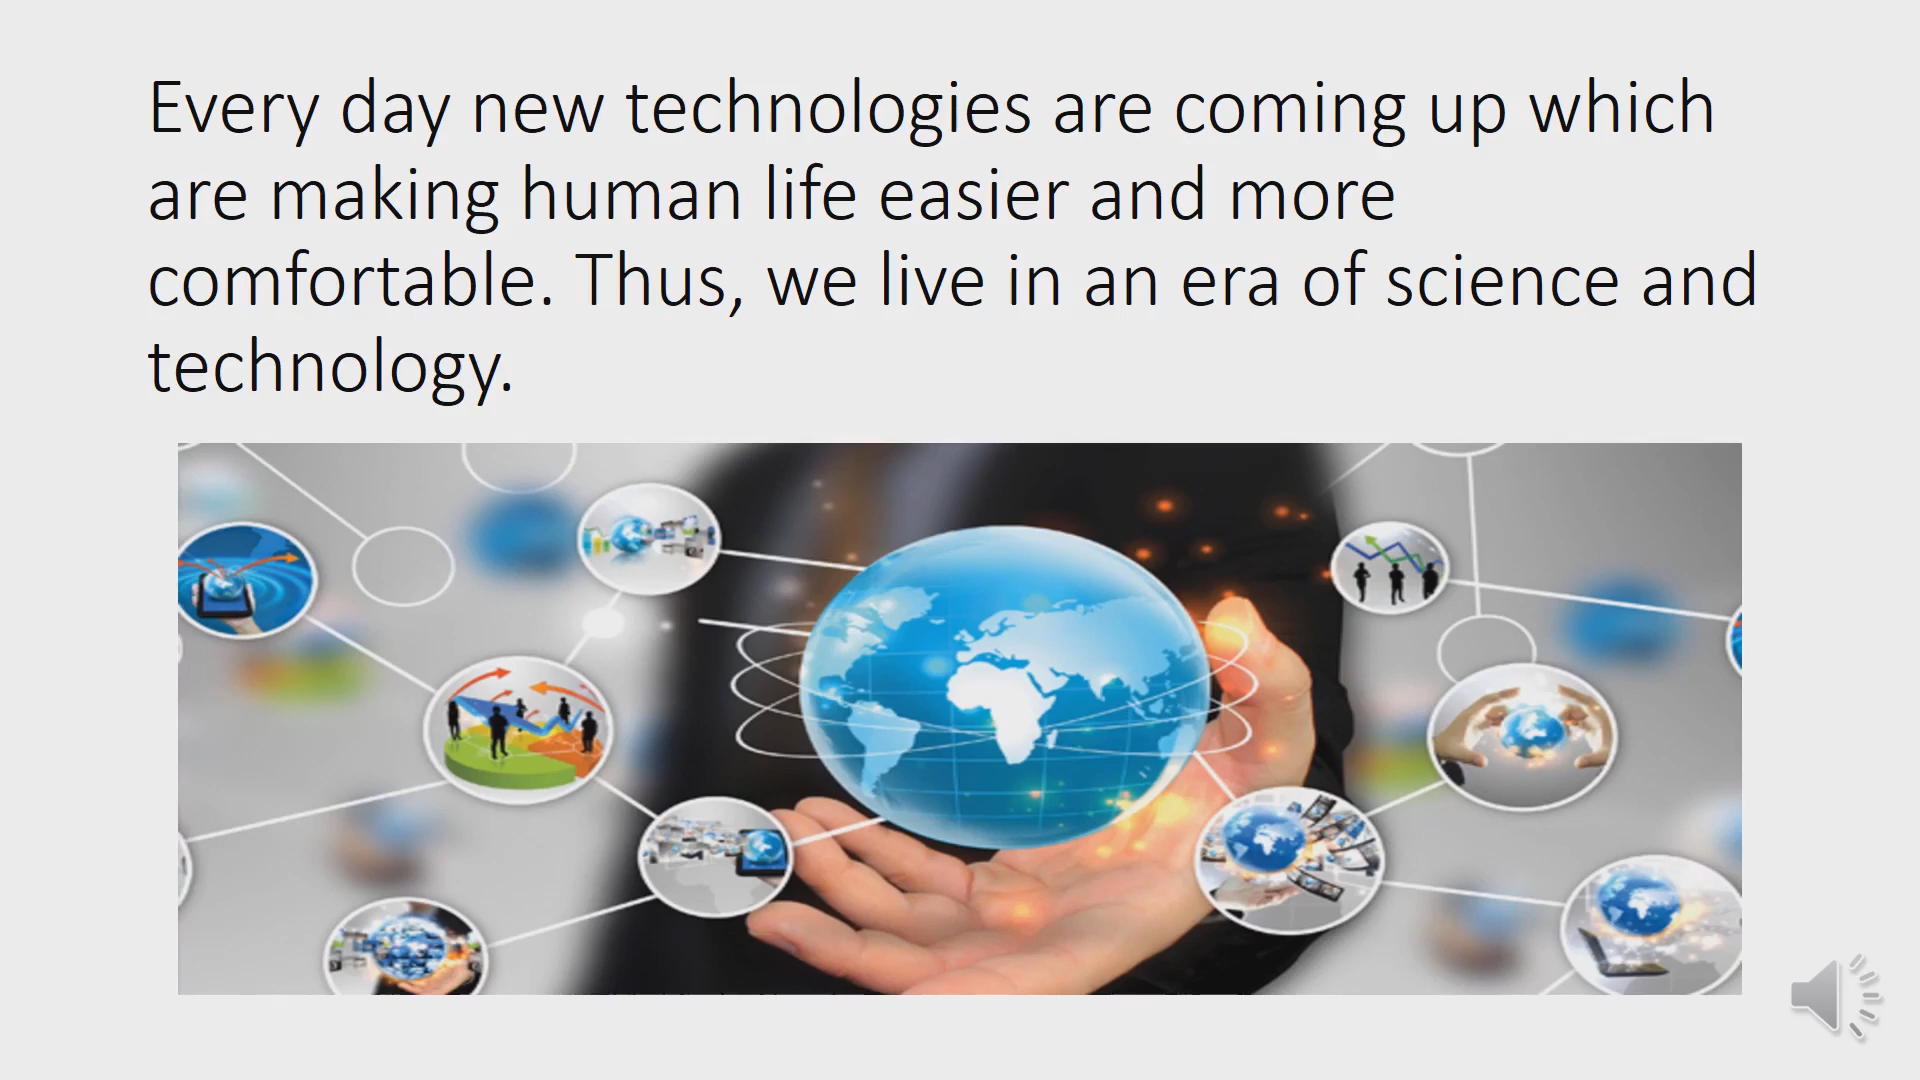 Every day new technologies are coming up which
are making human life easier and more
comfortable. Thus, we live in an era of science and
technology.